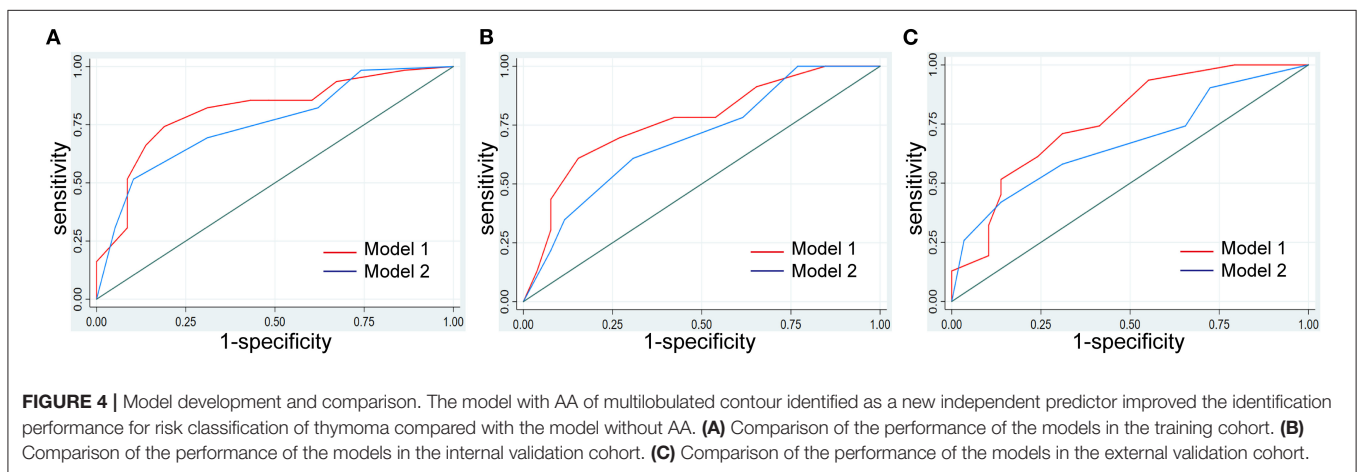 A
B
C
1.00
0.75
0.50
0.25
0.00
sensitivity
Model 1
Model 2
0.00 0.25 0.50 0.75 1.00
1-specificity
1.00
0.75
0.50
0.25
0.00
sensitivity
Model 1
Model 2
0.00 0.25 0.50 0.75 1.00
1-specificity
1.00
0.75
0.50
0.25
0.00
sensitivity
Model 1
Model 2
0.00 0.25 0.50 0.75 1.00
1-specificity
FIGURE 4 | Model development and comparison. The model with AA of multilobulated contour identified as a new independent predictor improved the identification
performance for risk classification of thymoma compared with the model without AA. (A) Comparison of the performance of the models in the training cohort. (B)
Comparison of the performance of the models in the internal validation cohort. (C) Comparison of the performance of the models in the external validation cohort.